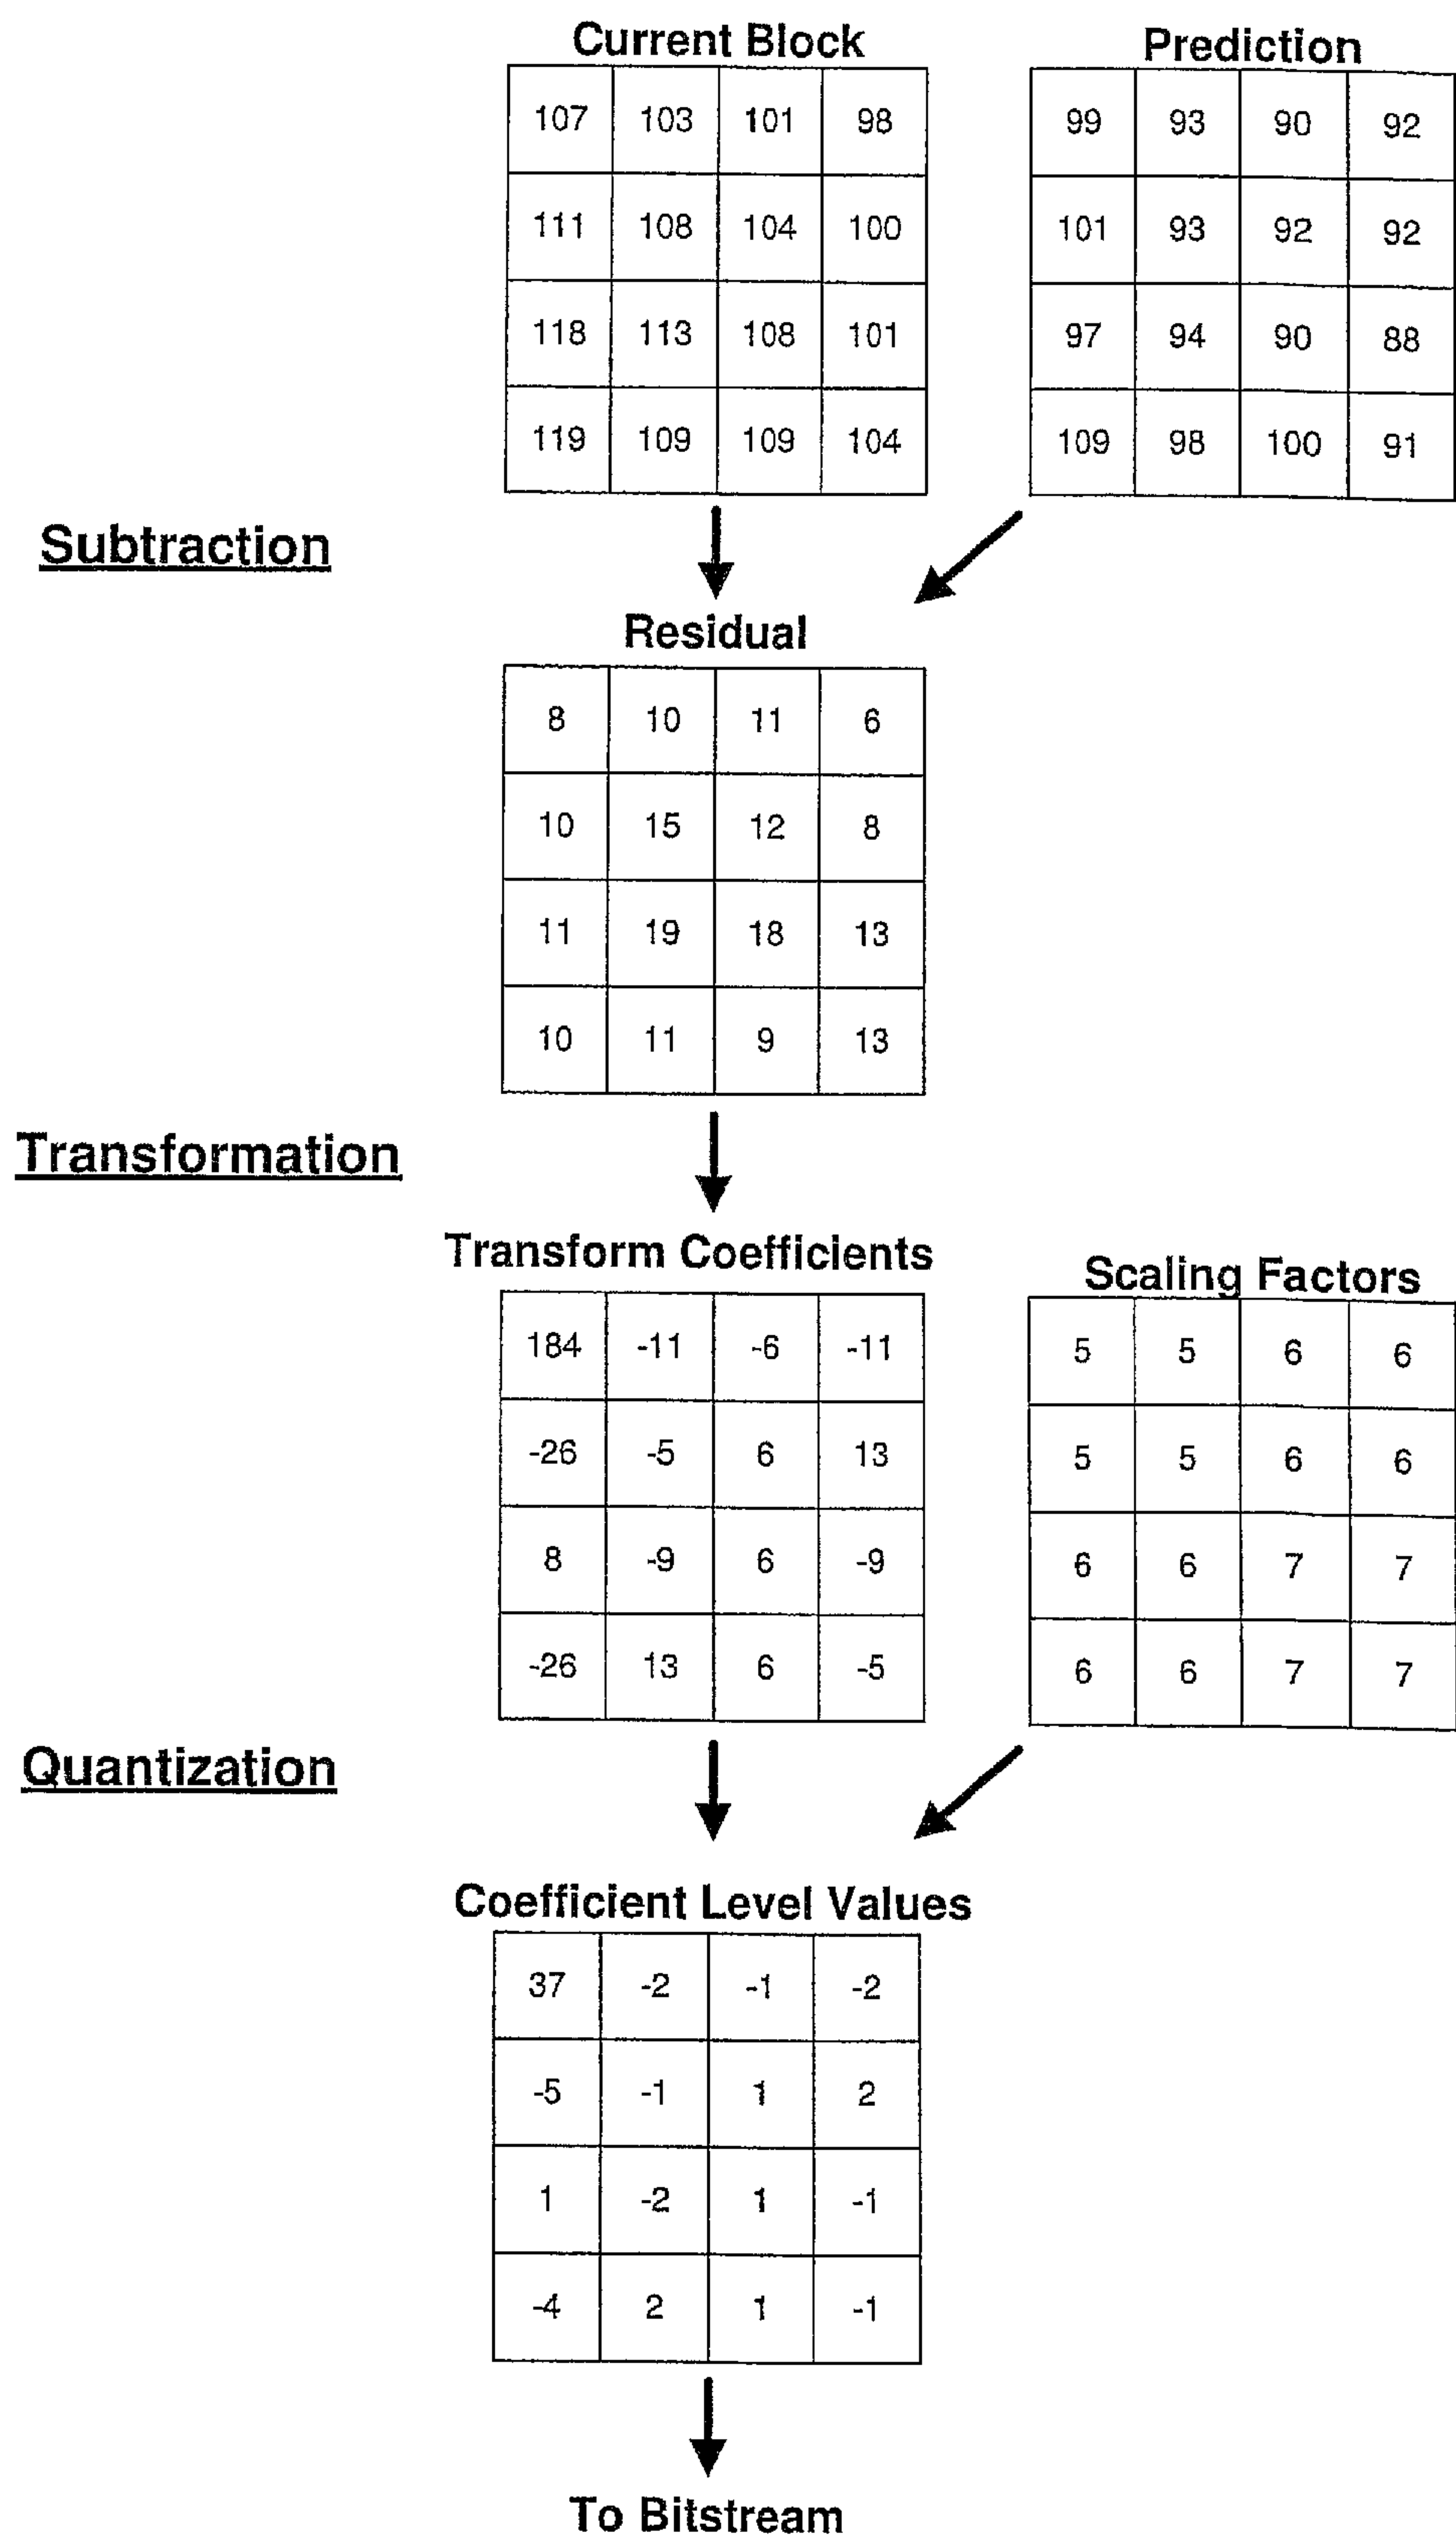 Current Block
Prediction
107 103 101 98
99 93 90 92
111 108 104 100
101 93 92 92
118 113 108 101
97 94 90 88
119 109 109 104
109 98 100 91
Subtraction
Residual
8 10 11 6
10 15 12 8
11 19 18 13
10 11 9 13
Transformation
Transform Coefficients
Scaling Factors
184 -11 -6 -11
5 5 6 6
-26 -5 6 13
5 5 6 6
8 -9 6 -9
6 6 7 7
-26 13 6 -5
6 6 7 7
Quantization
Coefficient Level Values
37 -2 -1 -2
-5 -1 1 2
1 -2 1 -1
-4 2 1 -1
To Bitstream